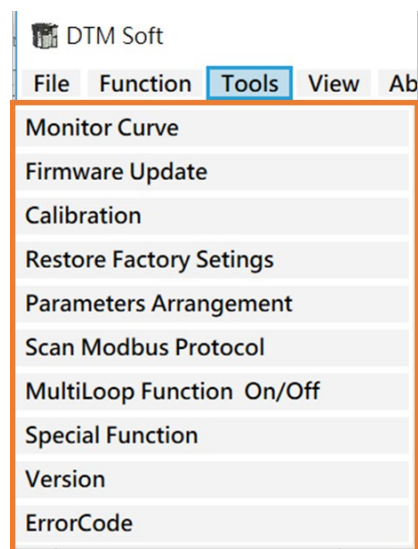 DTM Soft
File Function Tools View Ab
Monitor Curve
Firmware Update
Calibration
Restore Factory Setings
Parameters Arrangement
Scan Modbus Protocol
MultiLoop Function On/Off
Special Function
Version
ErrorCode